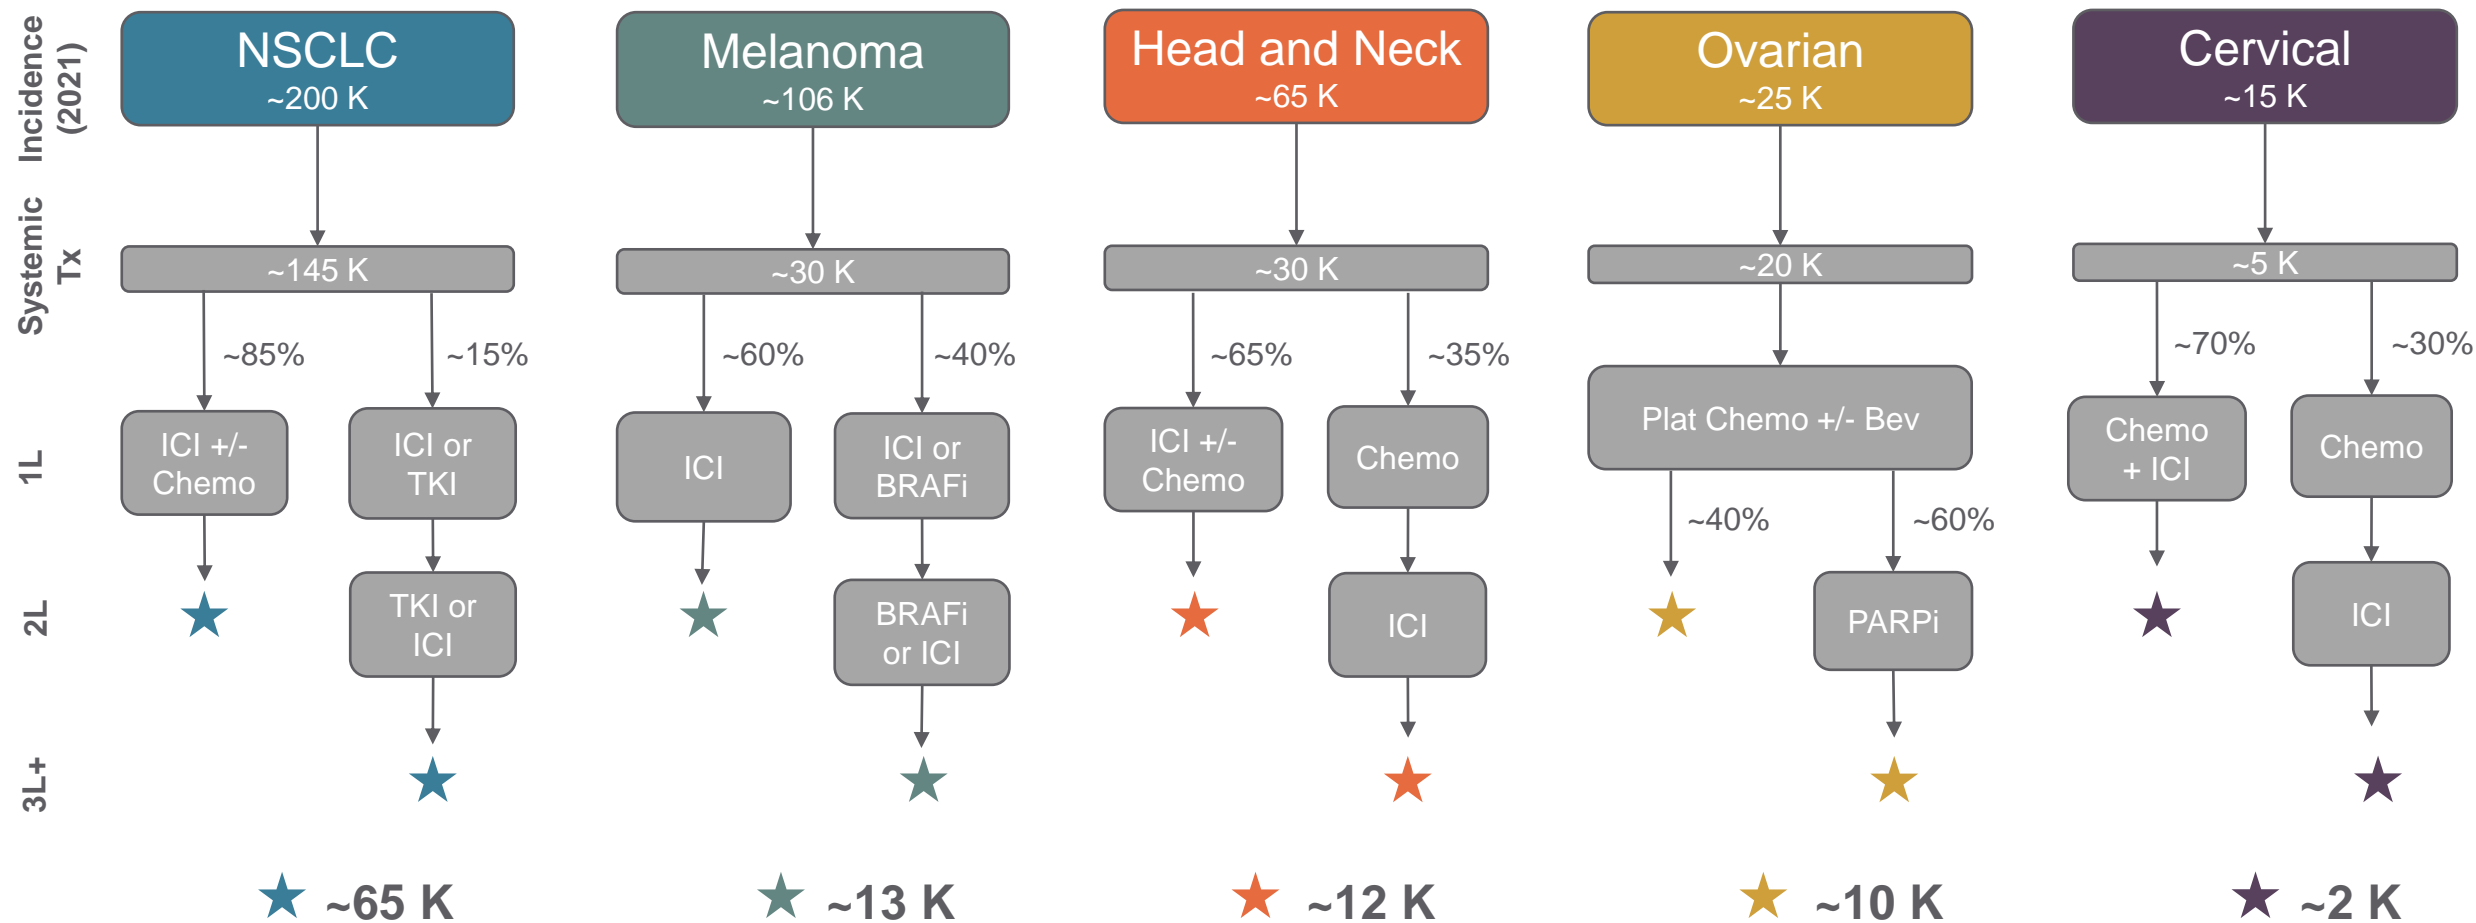 Incidence
(2021)
NSCLC
~200 K
Melanoma
~106 K
Head and Neck
~65 K
Ovarian
~25 K
Cervical
~15 K
Systemic
Tx
~145 K
~30 K
~30 K
~20 K
~5 K
~85%
~15%
~60%
~40%
~65%
~35%
~70%
~30%
1L
ICI +/-
Chemo
ICI or
TKI
ICI
ICI or
BRAFi
ICI +/-
Chemo
Chemo
Plat Chemo +/- Bev
Chemo
+ ICI
Chemo
~40%
~60%
2L
TKI or
ICI
BRAFi
or ICI
ICI
PARPi
ICI
3L+
~65 K
~13 K
~12 K
~10 K
~2 K